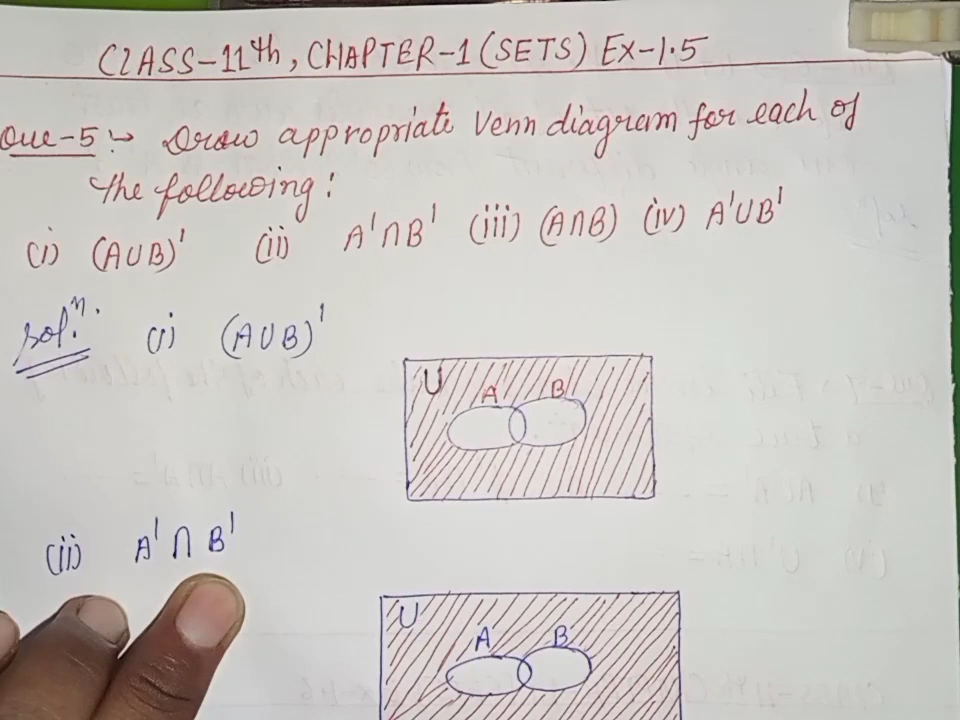 CLASS-11th, CHAPTER-1 (SETS) EX-1.5
Que-5:→ Draw appropriate Venn diagram for each of
the following:
(i) (A∪B)' (ii) A'∩B' (iii) (A∩B) (iv) A'∪B'
Sol.ⁿ. (i) (A∪B)'
U
A B
(ii) A'∩B'
U
A B